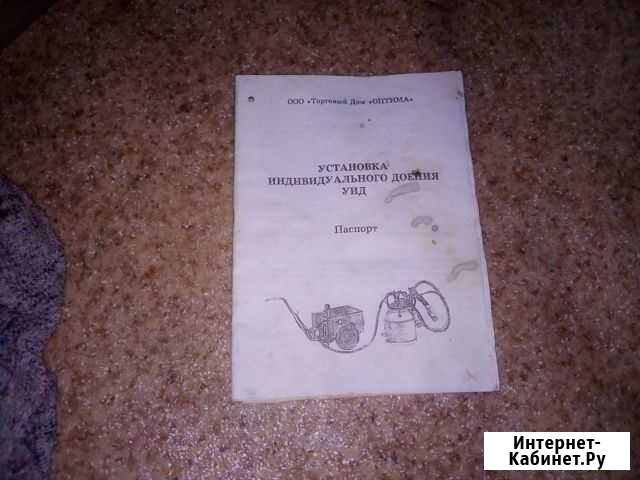 ООО «Торговый Дом «ОПТИМА»
УСТАНОВКА
ИНДИВИДУАЛЬНОГО ДОЕНИЯ
УИД
Паспорт
Интернет-
Кабинет.Ру